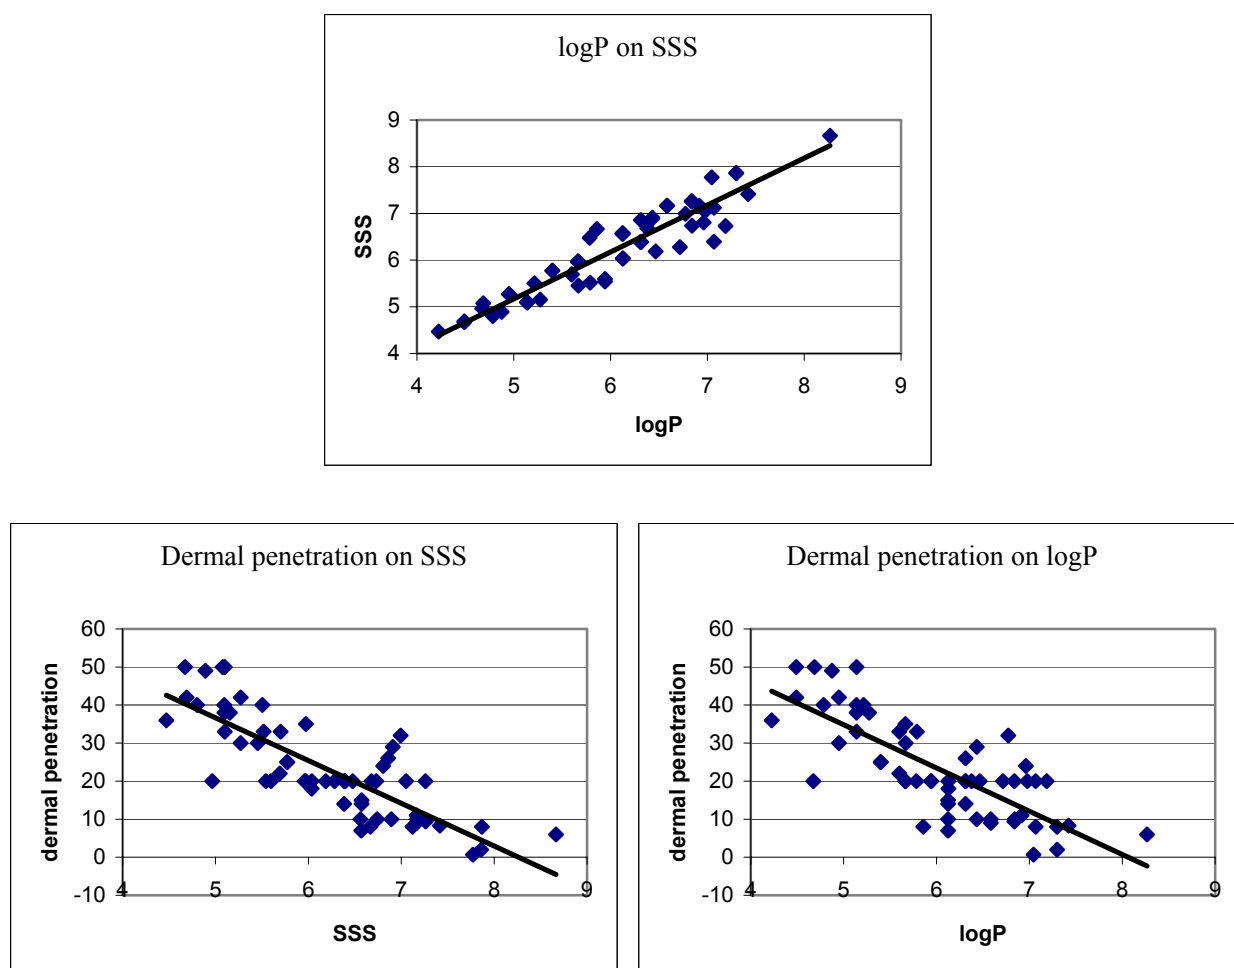 logP on SSS
9
8
7
6
5
4
SSS
4 5 6 7 8 9
logP
Dermal penetration on SSS
60
50
40
30
20
10
0
-10
dermal penetration
4 5 6 7 8 9
SSS
Dermal penetration on logP
60
50
40
30
20
10
0
-10
dermal penetration
4 5 6 7 8 9
logP